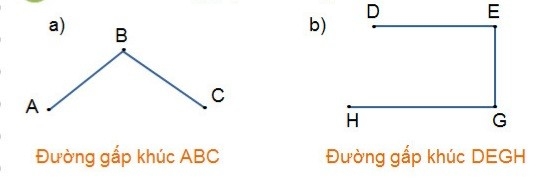 a)
B
A
C
Đường gấp khúc ABC
b)
D
E
H
G
Đường gấp khúc DEGH